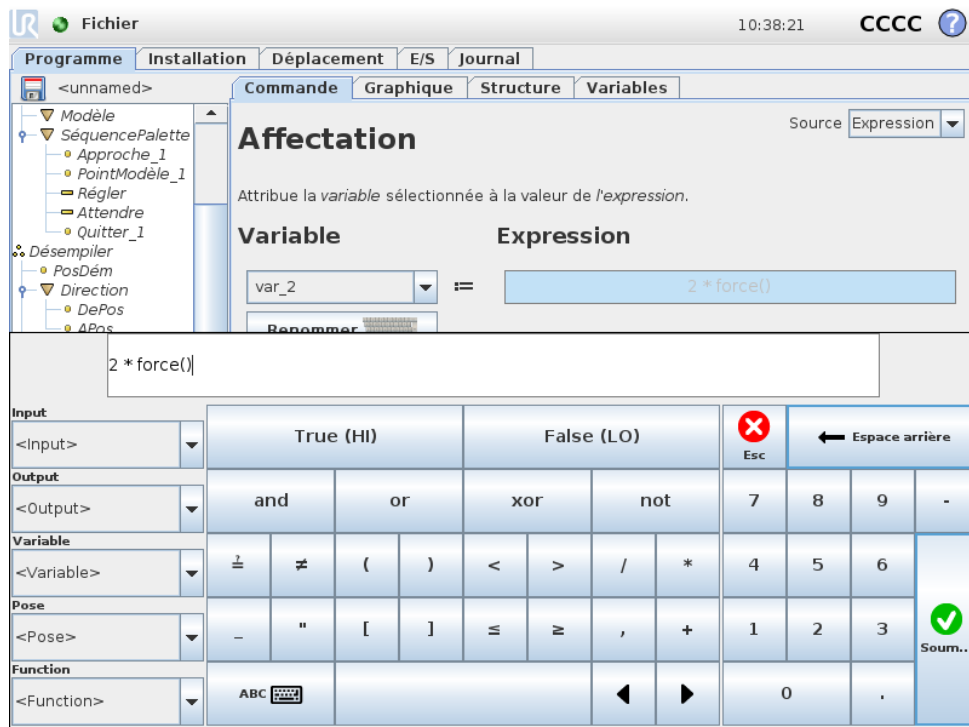 UR Fichier 10:38:21 CCCC ?
Programme Installation Déplacement E/S Journal
<unnamed> Commande Graphique Structure Variables
Modèle
SéquencePalette
Approche_1
PointModèle_1
Régler
Attendre
Quitter_1
Désempiler
PosDém
Direction
DePos
APos
Affectation
Source Expression
Attribue la variable sélectionnée à la valeur de l'expression.
Variable Expression
var_2 := 2 * force()
Renommer
2 * force()
Input
<Input>
Output
<Output>
Variable
<Variable>
Pose
<Pose>
Function
<Function>
True (HI) False (LO) Esc Espace arrière
and or xor not 7 8 9 -
≟ ≠ ( ) < > / * 4 5 6
_ " [ ] ≤ ≥ , + 1 2 3 Soum..
ABC 0 .